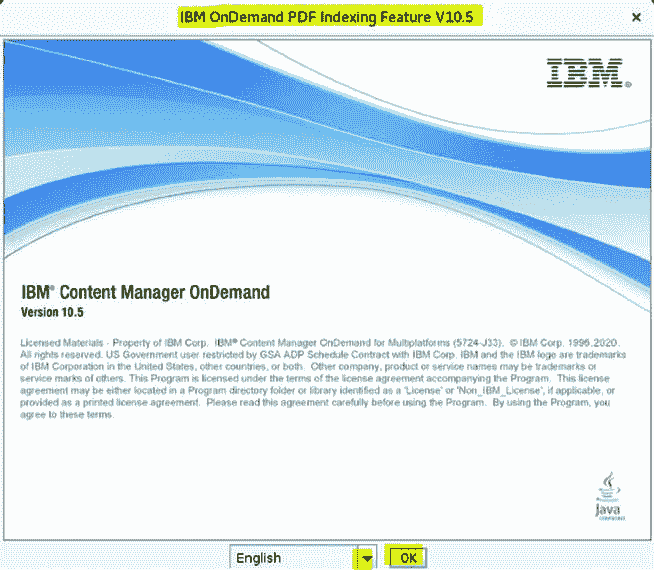 IBM OnDemand PDF Indexing Feature V10.5
IBM®
IBM® Content Manager OnDemand
Version 10.5
Licensed Materials - Property of IBM Corp. IBM® Content Manager OnDemand for Multiplatforms (5724-J33). © IBM Corp. 1996,2020.
All rights reserved. US Government user restricted by GSA ADP Schedule Contract with IBM Corp. IBM and the IBM logo are trademarks
of IBM Corporation in the United States, other countries, or both. Other company, product or service names may be trademarks or
service marks of others. This Program is licensed under the terms of the license agreement accompanying the Program. This license
agreement may be either located in a Program directory folder or library identified as a 'License' or 'Non_IBM_License', if applicable, or
provided as a printed license agreement. Please read this agreement carefully before using the Program. By using the Program, you
agree to these terms.
Java
English
OK